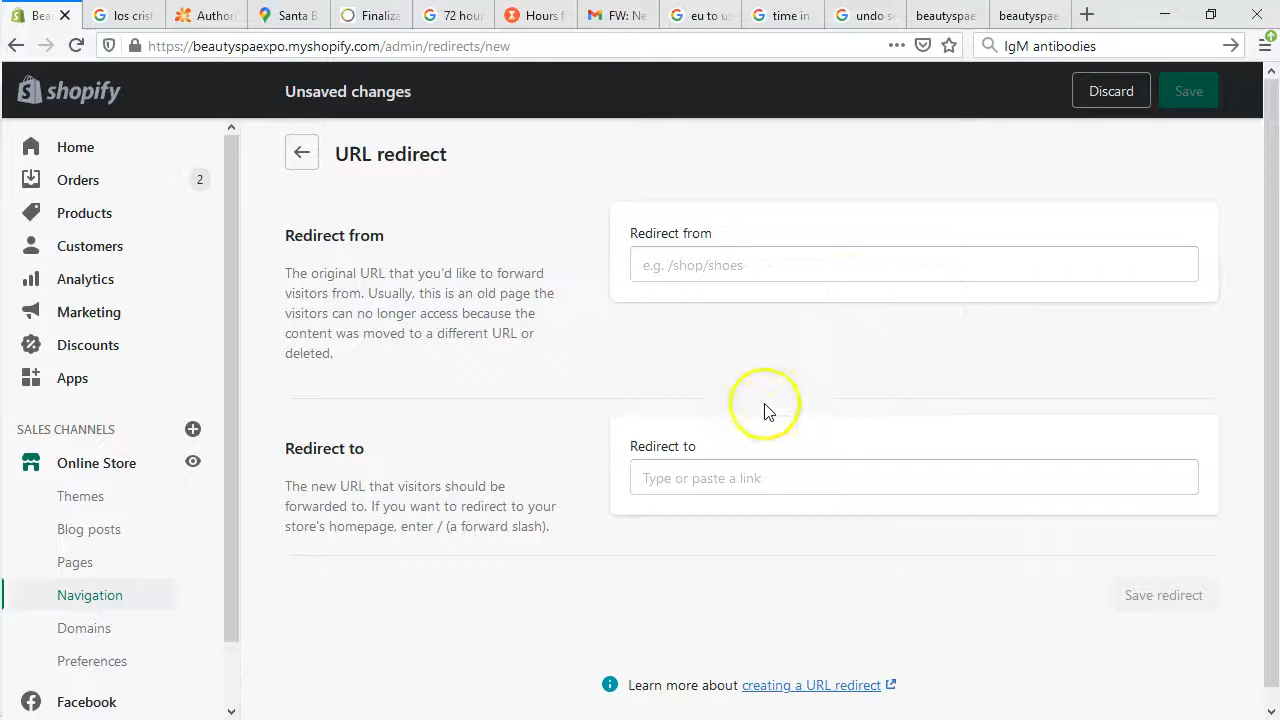 Beau
los crist
Authori
Santa B
Finaliza
72 hour
Hours f
FW: Ne
eu to
time in
undo s
beautyspae
beautyspae
https://beautyspaexpo.myshopify.com/admin/redirects/new
IgM antibodies
shopify
Unsaved changes
Discard
Save
Home
Orders
2
Products
Customers
Analytics
Marketing
Discounts
Apps
SALES CHANNELS
Online Store
Themes
Blog posts
Pages
Navigation
Domains
Preferences
Facebook
URL redirect
Redirect from
The original URL that you'd like to forward
visitors from. Usually, this is an old page the
visitors can no longer access because the
content was moved to a different URL or
deleted.
Redirect from
e.g. /shop/shoes
Redirect to
The new URL that visitors should be
forwarded to. If you want to redirect to your
store's homepage, enter / (a forward slash).
Redirect to
Type or paste a link
Save redirect
Learn more about creating a URL redirect